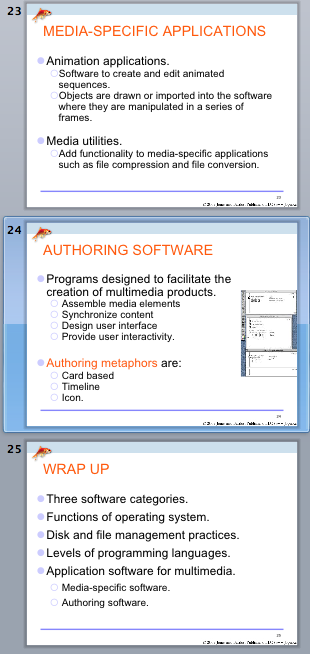 23
MEDIA-SPECIFIC APPLICATIONS
Animation applications.
Software to create and edit animated
sequences.
Objects are drawn or imported into the software
where they are manipulated in a series of
frames.
Media utilities.
Add functionality to media-specific applications
such as file compression and file conversion.
23
24
AUTHORING SOFTWARE
Programs designed to facilitate the
creation of multimedia products.
Assemble media elements
Synchronize content
Design user interface
Provide user interactivity.
Authoring metaphors are:
Card based
Timeline
Icon.
24
25
WRAP UP
Three software categories.
Functions of operating system.
Disk and file management practices.
Levels of programming languages.
Application software for multimedia.
Media-specific software.
Authoring software.
25